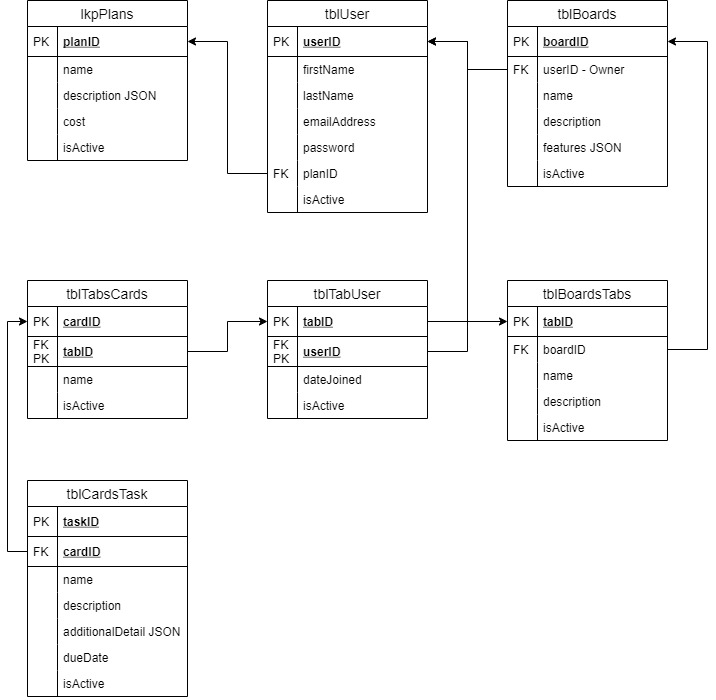 lkpPlans
PK planID
name
description JSON
cost
isActive
tblUser
PK userID
firstName
lastName
emailAddress
password
FK planID
isActive
tblBoards
PK boardID
FK userID - Owner
name
description
features JSON
isActive
tblTabsCards
PK cardID
FK
PK tabID
name
isActive
tblTabUser
PK tabID
FK
PK userID
dateJoined
isActive
tblBoardsTabs
PK tabID
FK boardID
name
description
isActive
tblCardsTask
PK taskID
FK cardID
name
description
additionalDetail JSON
dueDate
isActive